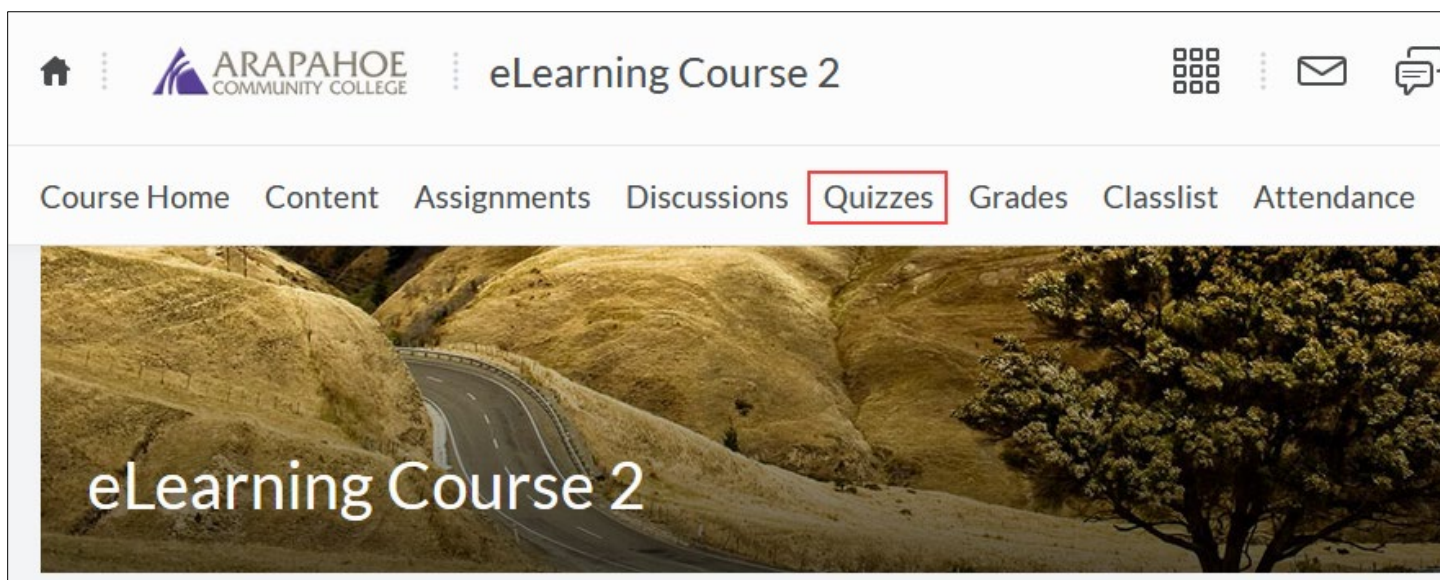 ARAPAHOE
COMMUNITY COLLEGE
eLearning Course 2
Course Home Content Assignments Discussions Quizzes Grades Classlist Attendance
eLearning Course 2